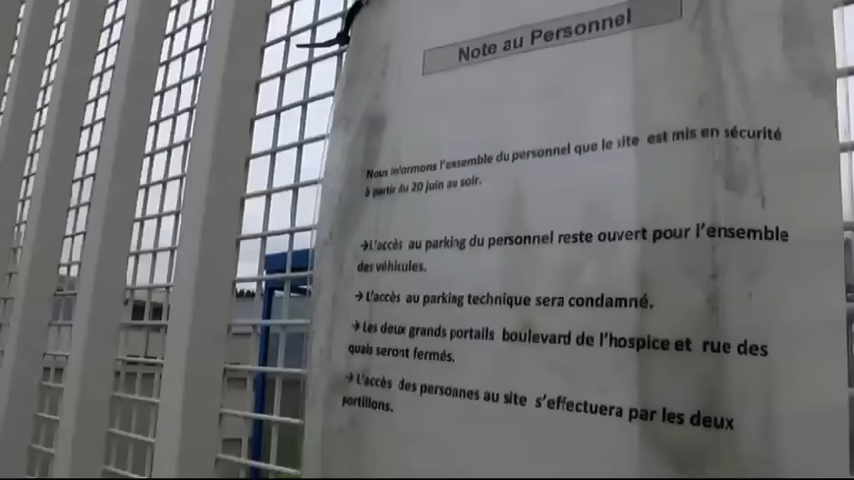 Note au Personnel
Nous informons l'ensemble du personnel que le site est mis en sécurité
à partir du 20 juin au soir.
→L'accès au parking du personnel reste ouvert pour l'ensemble
des véhicules.
→ L'accès au parking technique sera condamné.
→ Les deux grands portails boulevard de l'hospice et rue des
quais seront fermés.
→ L'accès des personnes au site s'effectuera par les deux
portillons.